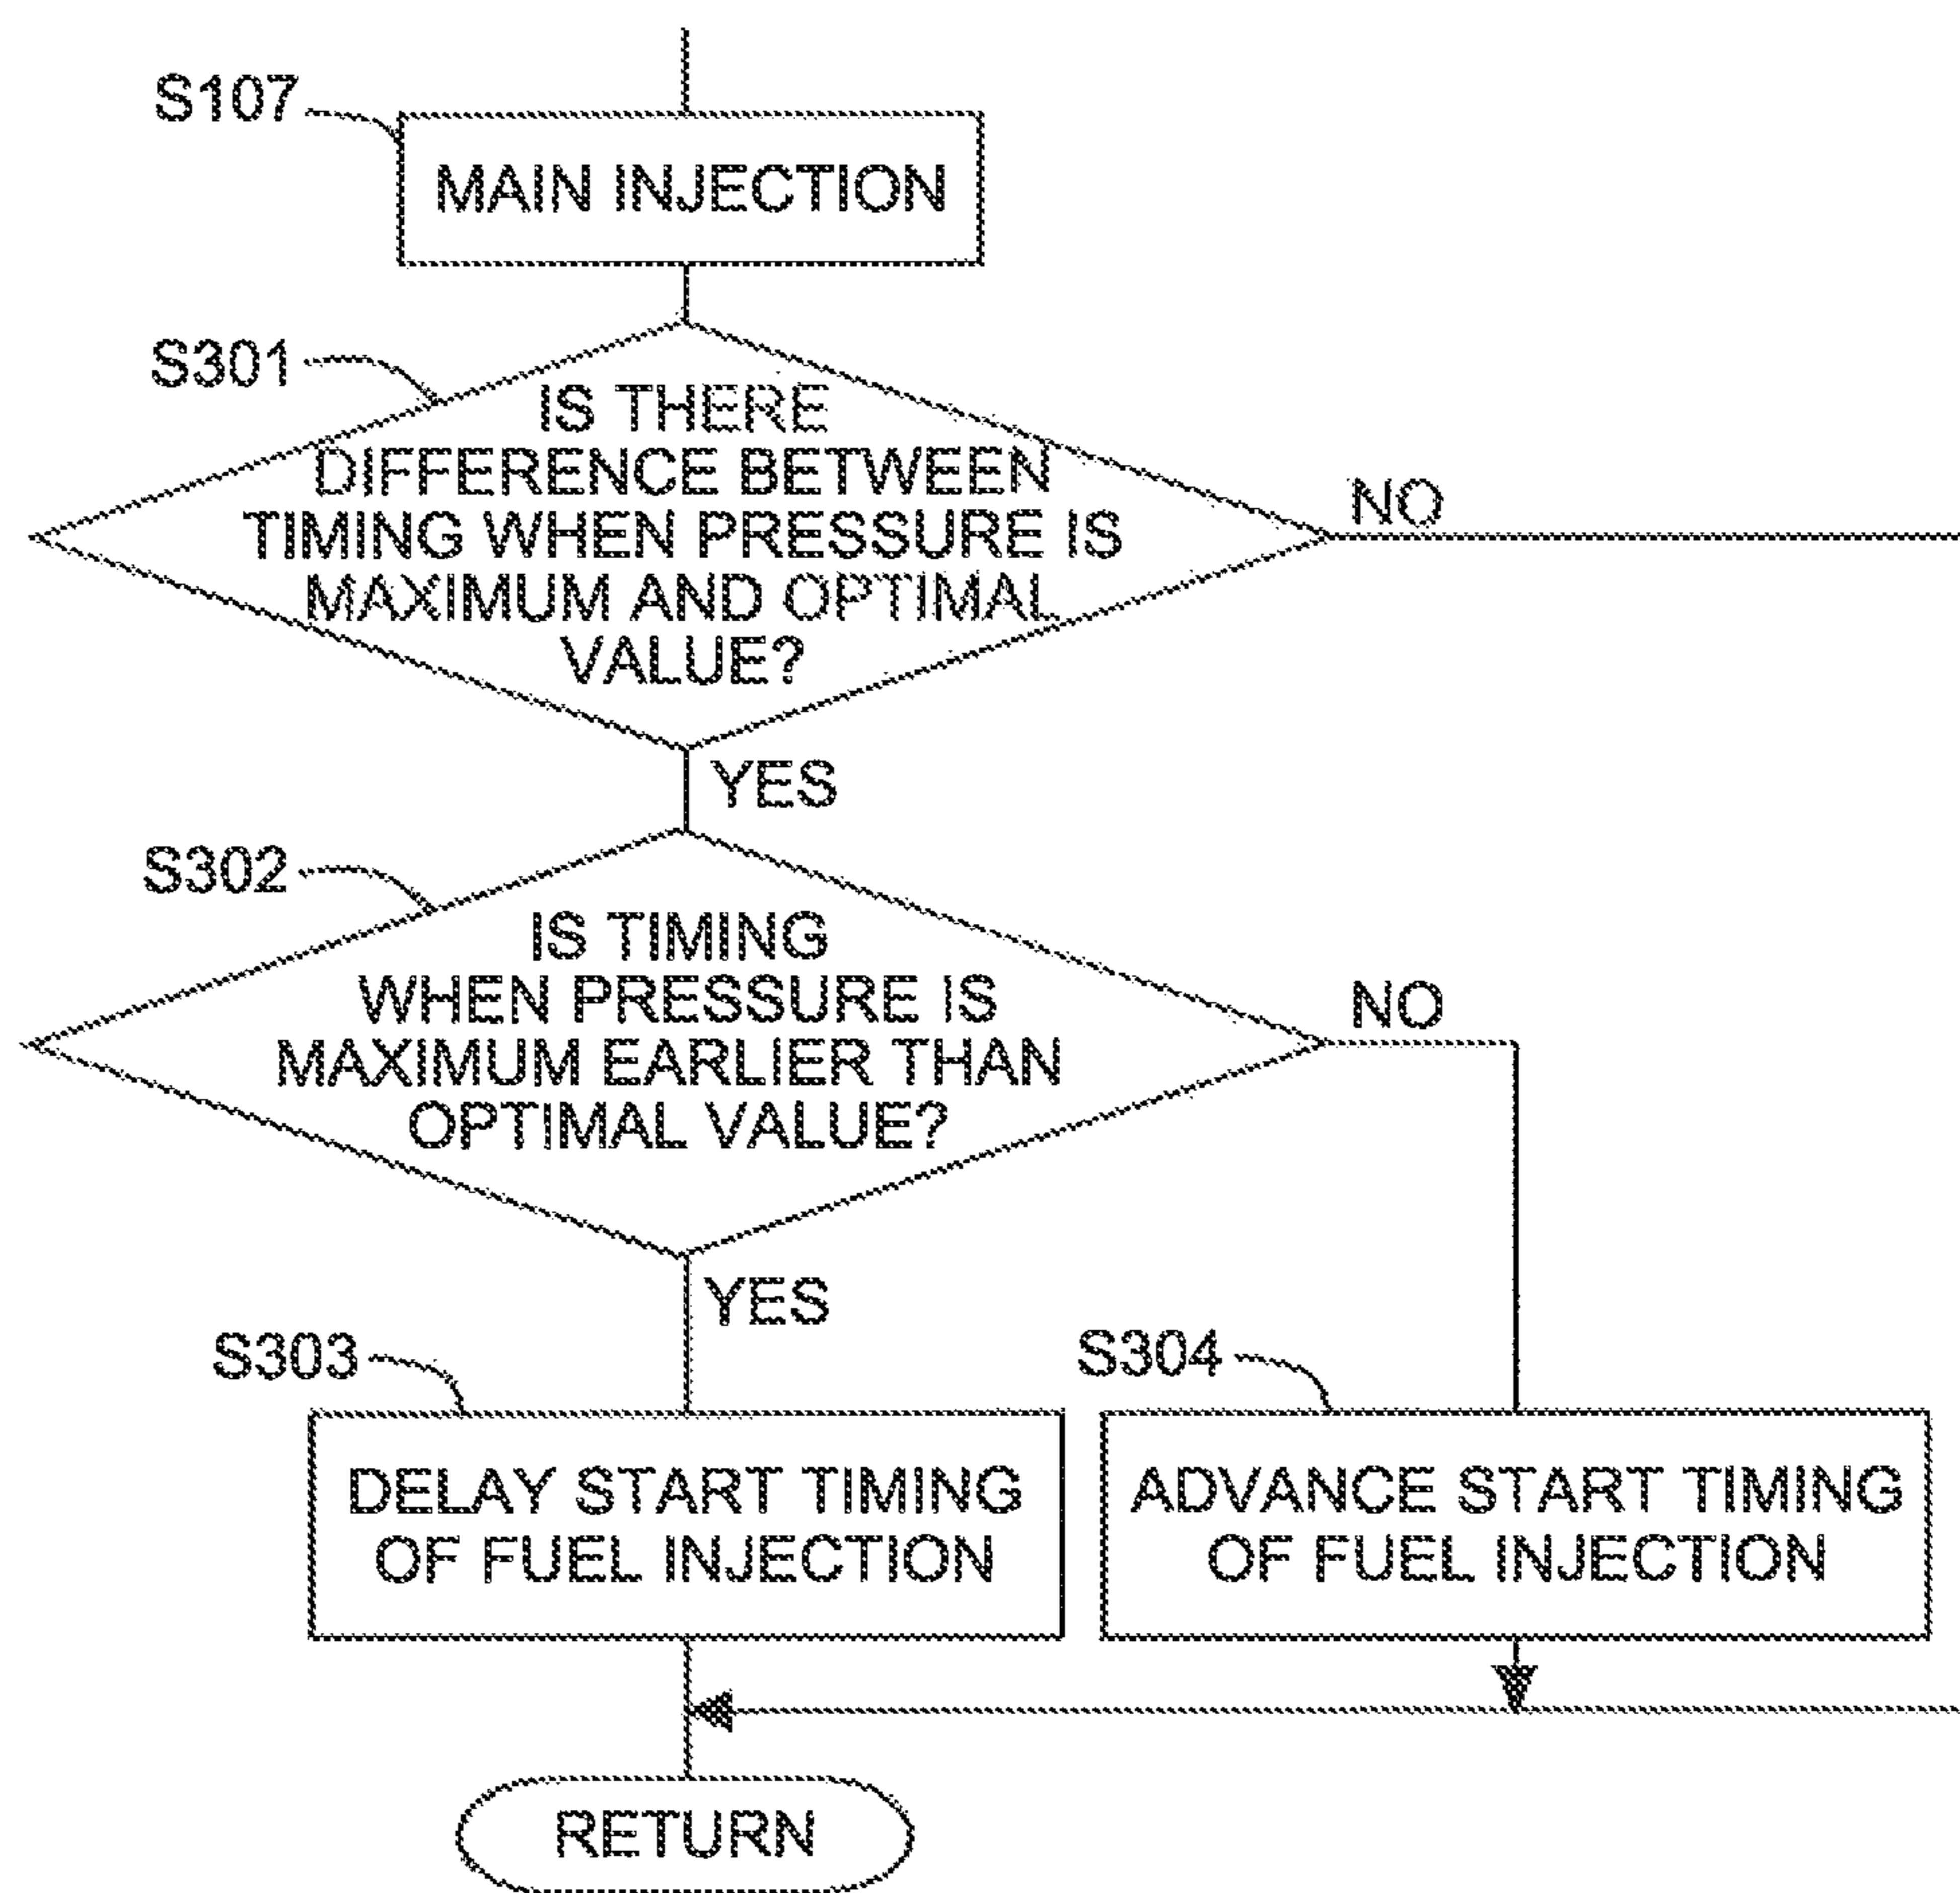 S107
MAIN INJECTION
S301
IS THERE
DIFFERENCE BETWEEN
TIMING WHEN PRESSURE IS
MAXIMUM AND OPTIMAL
VALUE?
NO
YES
S302
IS TIMING
WHEN PRESSURE IS
MAXIMUM EARLIER THAN
OPTIMAL VALUE?
NO
YES
S303
DELAY START TIMING
OF FUEL INJECTION
S304
ADVANCE START TIMING
OF FUEL INJECTION
RETURN